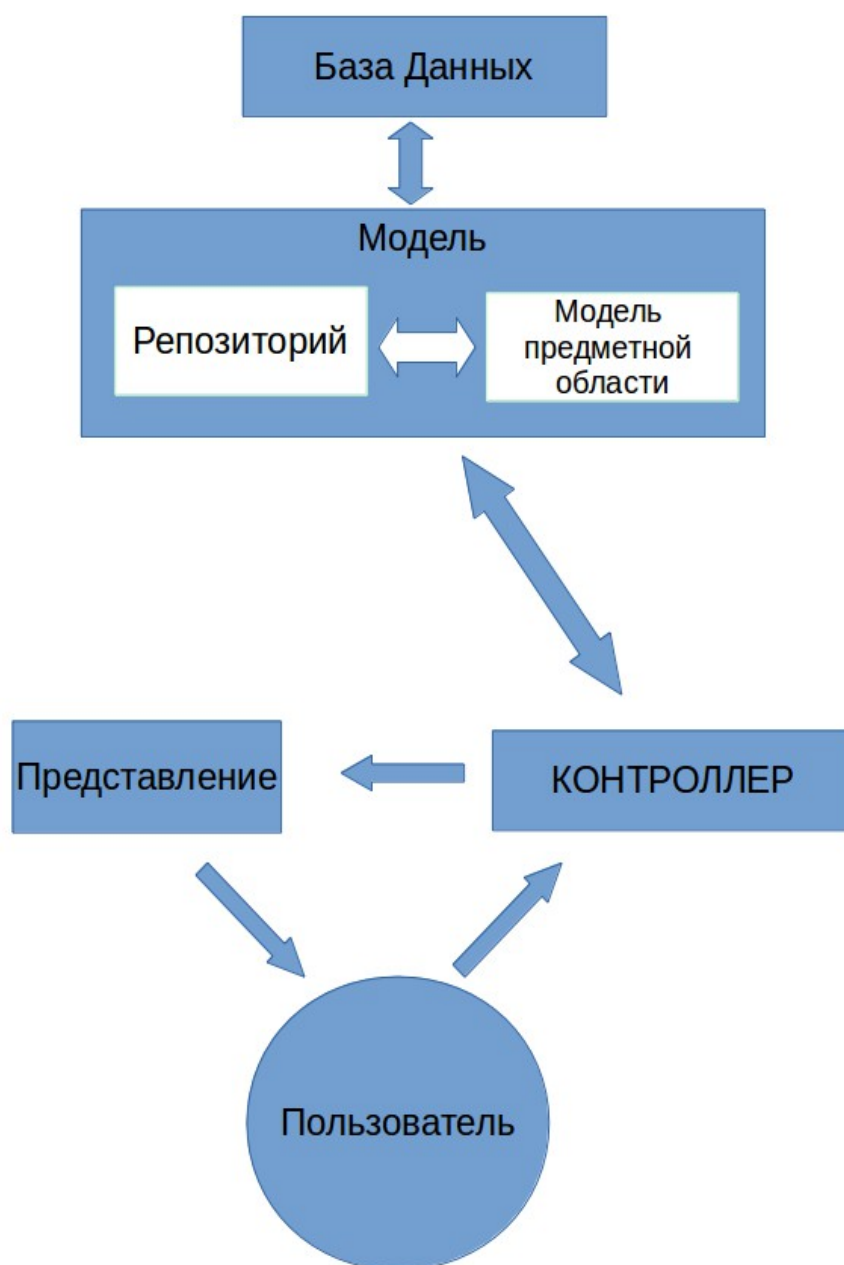 База Данных
Модель
Репозиторий
Модель
предметной
области
Представление
КОНТРОЛЛЕР
Пользователь